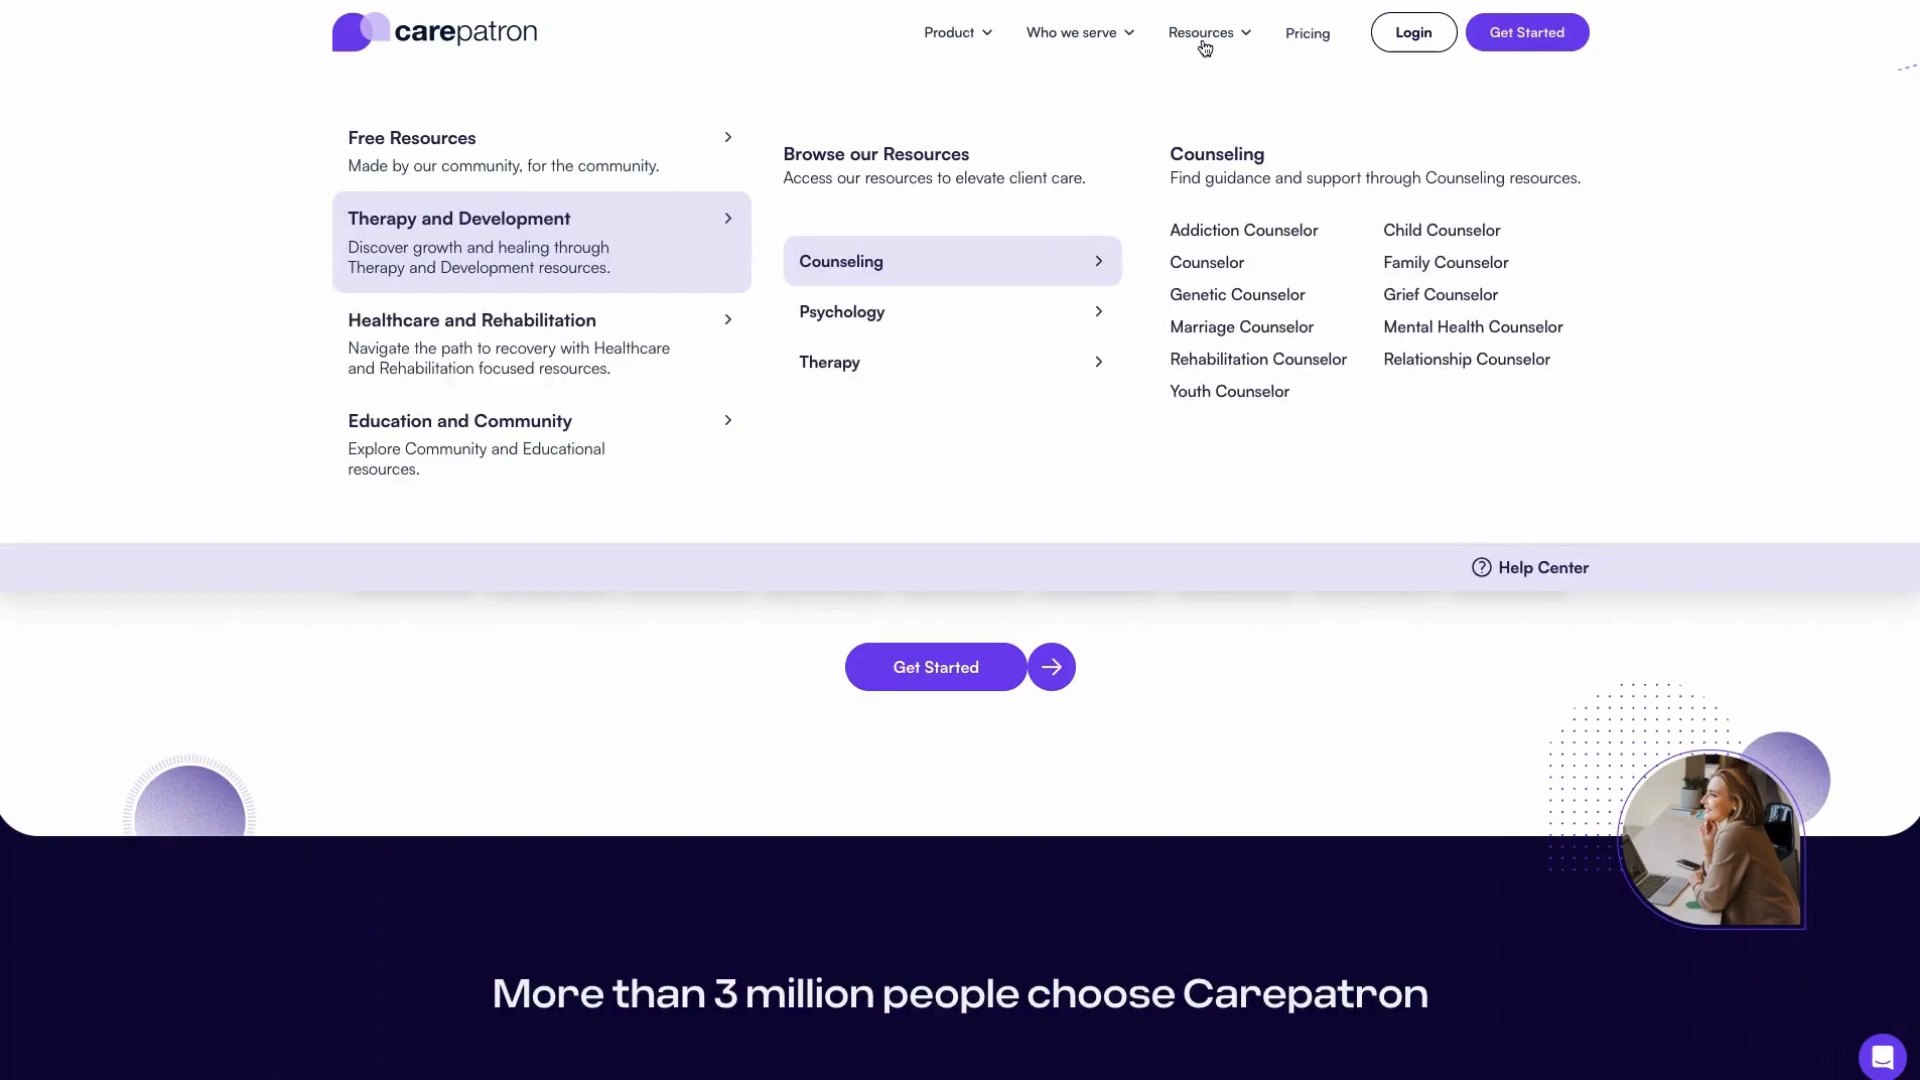 carepatron
Product
Who we serve
Resources
Pricing
Login
Get Started
Free Resources
Made by our community, for the community.
Therapy and Development
Discover growth and healing through
Therapy and Development resources.
Healthcare and Rehabilitation
Navigate the path to recovery with Healthcare
and Rehabilitation focused resources.
Education and Community
Explore Community and Educational
resources.
Browse our Resources
Access our resources to elevate client care.
Counseling
Psychology
Therapy
Counseling
Find guidance and support through Counseling resources.
Addiction Counselor
Counselor
Genetic Counselor
Marriage Counselor
Rehabilitation Counselor
Youth Counselor
Child Counselor
Family Counselor
Grief Counselor
Mental Health Counselor
Relationship Counselor
? Help Center
Get Started
More than 3 million people choose Carepatron